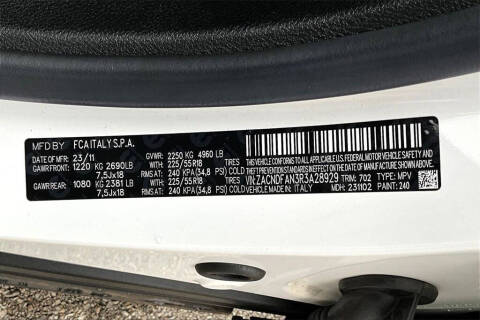 MFD BY FCA ITALY S.P.A.
DATE OF MFR: 23/11 GVWR: 2250 KG 4960 LB
GAWR FRONT: 1220 KG 2690LB WITH: 225/55R18 TIRES
7,5Jx18 RIMS AT: 240 KPA (34,8 PSI) COLD
GAWR REAR: 1080 KG 2381 LB WITH: 225/55R18 TIRES
7,5Jx18 RIMS AT: 240 KPA (34,8 PSI) COLD
THIS VEHICLE CONFORMS TO ALL APPLICABLE
FEDERAL MOTOR VEHICLE SAFETY, BUMPER AND
THEFT PREVENTION STANDARDS IN EFFECT ON
THE DATE OF MANUFACTURE SHOWN ABOVE
VIN: ZACNDFAN3R3A28929 TRIM: 702 TYPE: MPV
VEHICLE MADE IN: ITALY MDH: 231102 PAINT: 240